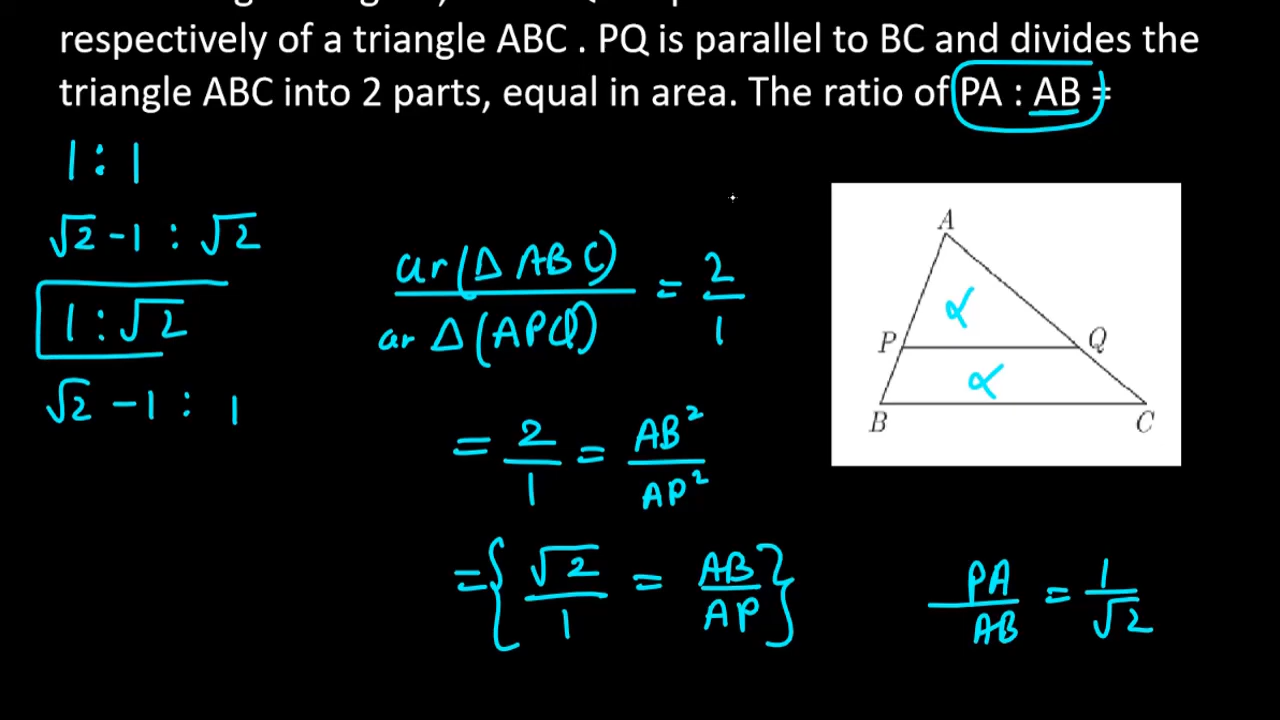 respectively of a triangle ABC . PQ is parallel to BC and divides the
triangle ABC into 2 parts, equal in area. The ratio of PA : AB =
1 : 1
√2 - 1 : √2
1 : √2
√2 - 1 : 1
ar(Δ ABC)
ar Δ (APQ)
= 2/1
= 2/1 = AB²/AP²
= { √2/1 = AB/AP }
A
α
P
Q
α
B
C
PA/AB = 1/√2